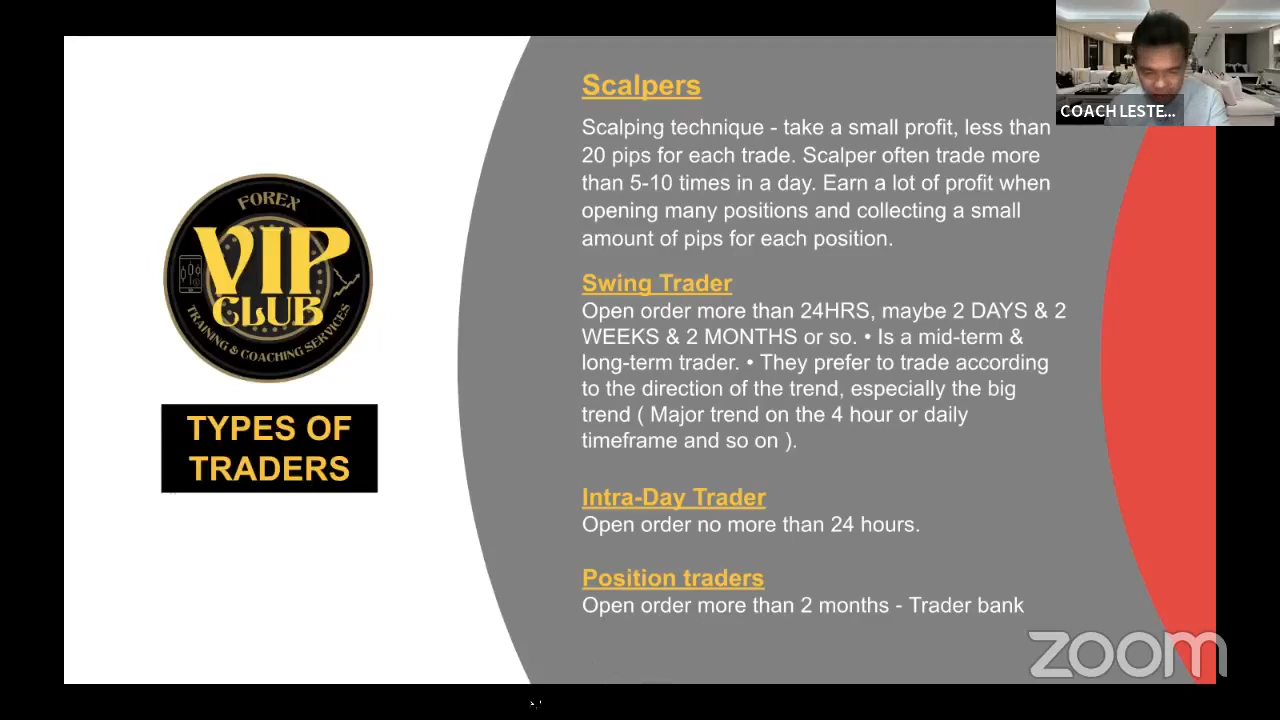 COACH LESTE...
FOREX
VIP
CLUB
TRAINING & COACHING SERVICES
TYPES OF
TRADERS
Scalpers
Scalping technique - take a small profit, less than
20 pips for each trade. Scalper often trade more
than 5-10 times in a day. Earn a lot of profit when
opening many positions and collecting a small
amount of pips for each position.
Swing Trader
Open order more than 24HRS, maybe 2 DAYS & 2
WEEKS & 2 MONTHS or so. • Is a mid-term &
long-term trader. • They prefer to trade according
to the direction of the trend, especially the big
trend ( Major trend on the 4 hour or daily
timeframe and so on ).
Intra-Day Trader
Open order no more than 24 hours.
Position traders
Open order more than 2 months - Trader bank
zoom